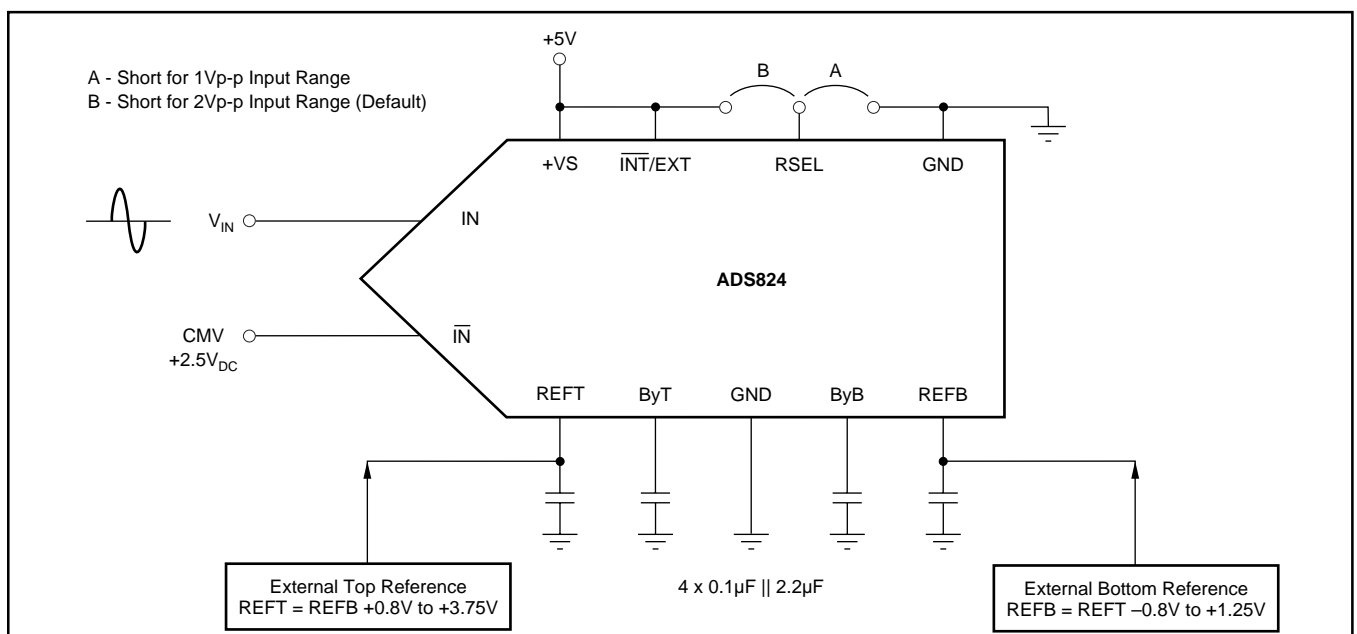 +5V
A - Short for 1Vp-p Input Range
B - Short for 2Vp-p Input Range (Default)
B
A
+VS
I̅N̅T̅/EXT
RSEL
GND
V_IN
IN
ADS824
CMV
+2.5V_DC
I̅N̅
REFT
ByT
GND
ByB
REFB
External Top Reference
REFT = REFB +0.8V to +3.75V
4 x 0.1µF || 2.2µF
External Bottom Reference
REFB = REFT –0.8V to +1.25V